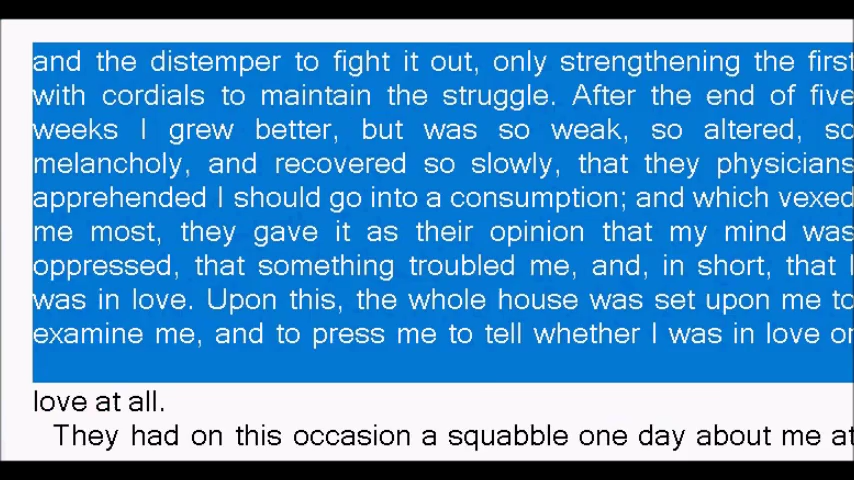 and the distemper to fight it out, only strengthening the first
with cordials to maintain the struggle. After the end of five
weeks I grew better, but was so weak, so altered, so
melancholy, and recovered so slowly, that they physicians
apprehended I should go into a consumption; and which vexed
me most, they gave it as their opinion that my mind was
oppressed, that something troubled me, and, in short, that I
was in love. Upon this, the whole house was set upon me to
examine me, and to press me to tell whether I was in love or
love at all.
They had on this occasion a squabble one day about me at